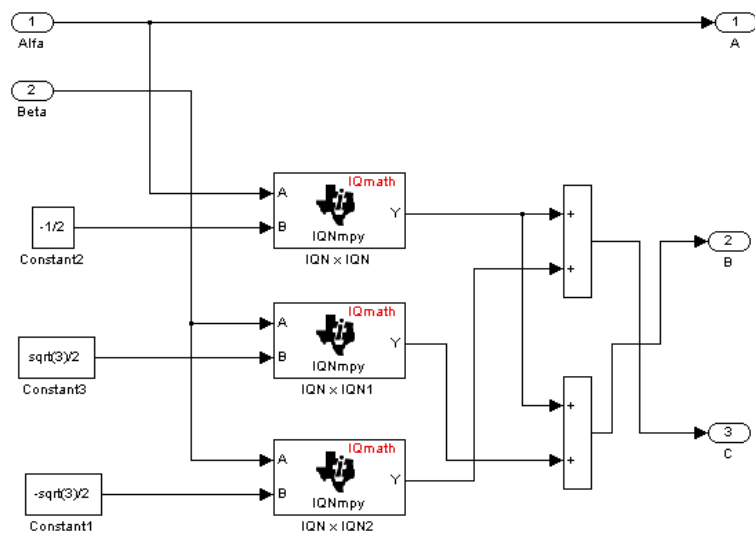 1
Alfa
1
A
2
Beta
IQmath
A
B
Y
IQNmpy
IQN x IQN
-1/2
Constant2
+
+
2
B
IQmath
A
B
Y
IQNmpy
IQN x IQN1
sqrt(3)/2
Constant3
+
+
3
C
IQmath
A
B
Y
IQNmpy
IQN x IQN2
-sqrt(3)/2
Constant1